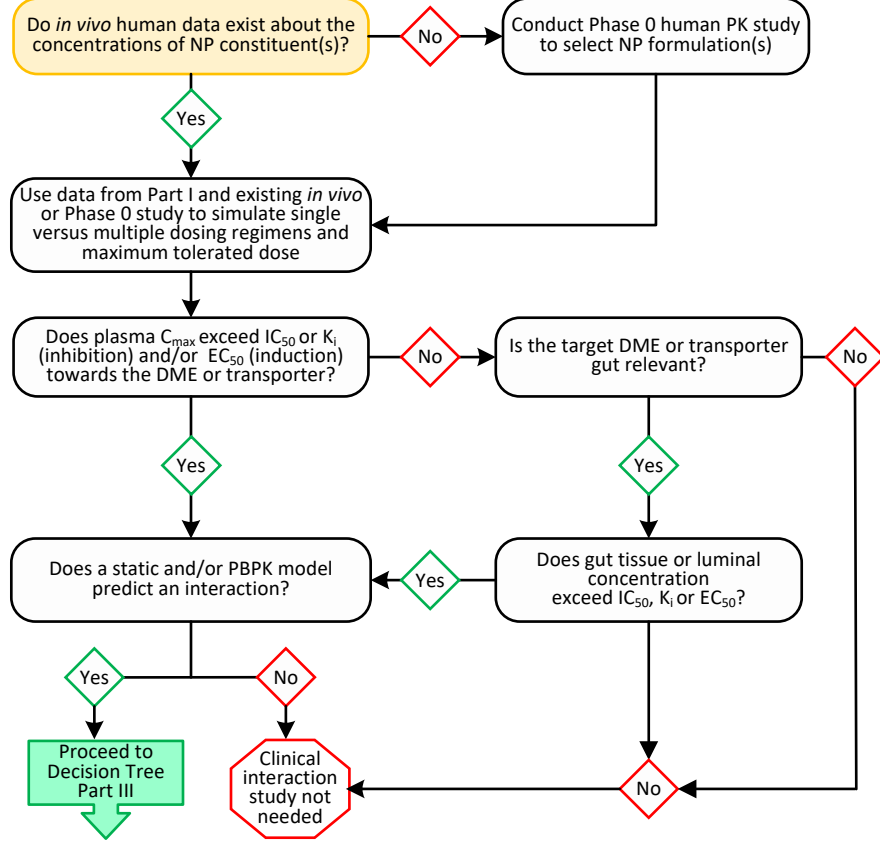 Do in vivo human data exist about the
concentrations of NP constituent(s)?
No
Conduct Phase 0 human PK study
to select NP formulation(s)
Yes
Use data from Part I and existing in vivo
or Phase 0 study to simulate single
versus multiple dosing regimens and
maximum tolerated dose
Does plasma Cmax exceed IC50 or Ki
(inhibition) and/or EC50 (induction)
towards the DME or transporter?
No
Is the target DME or transporter
gut relevant?
No
Yes
Yes
Does a static and/or PBPK model
predict an interaction?
Yes
Does gut tissue or luminal
concentration
exceed IC50, Ki or EC50?
Yes
No
Proceed to
Decision Tree
Part III
Clinical
interaction
study not
needed
No